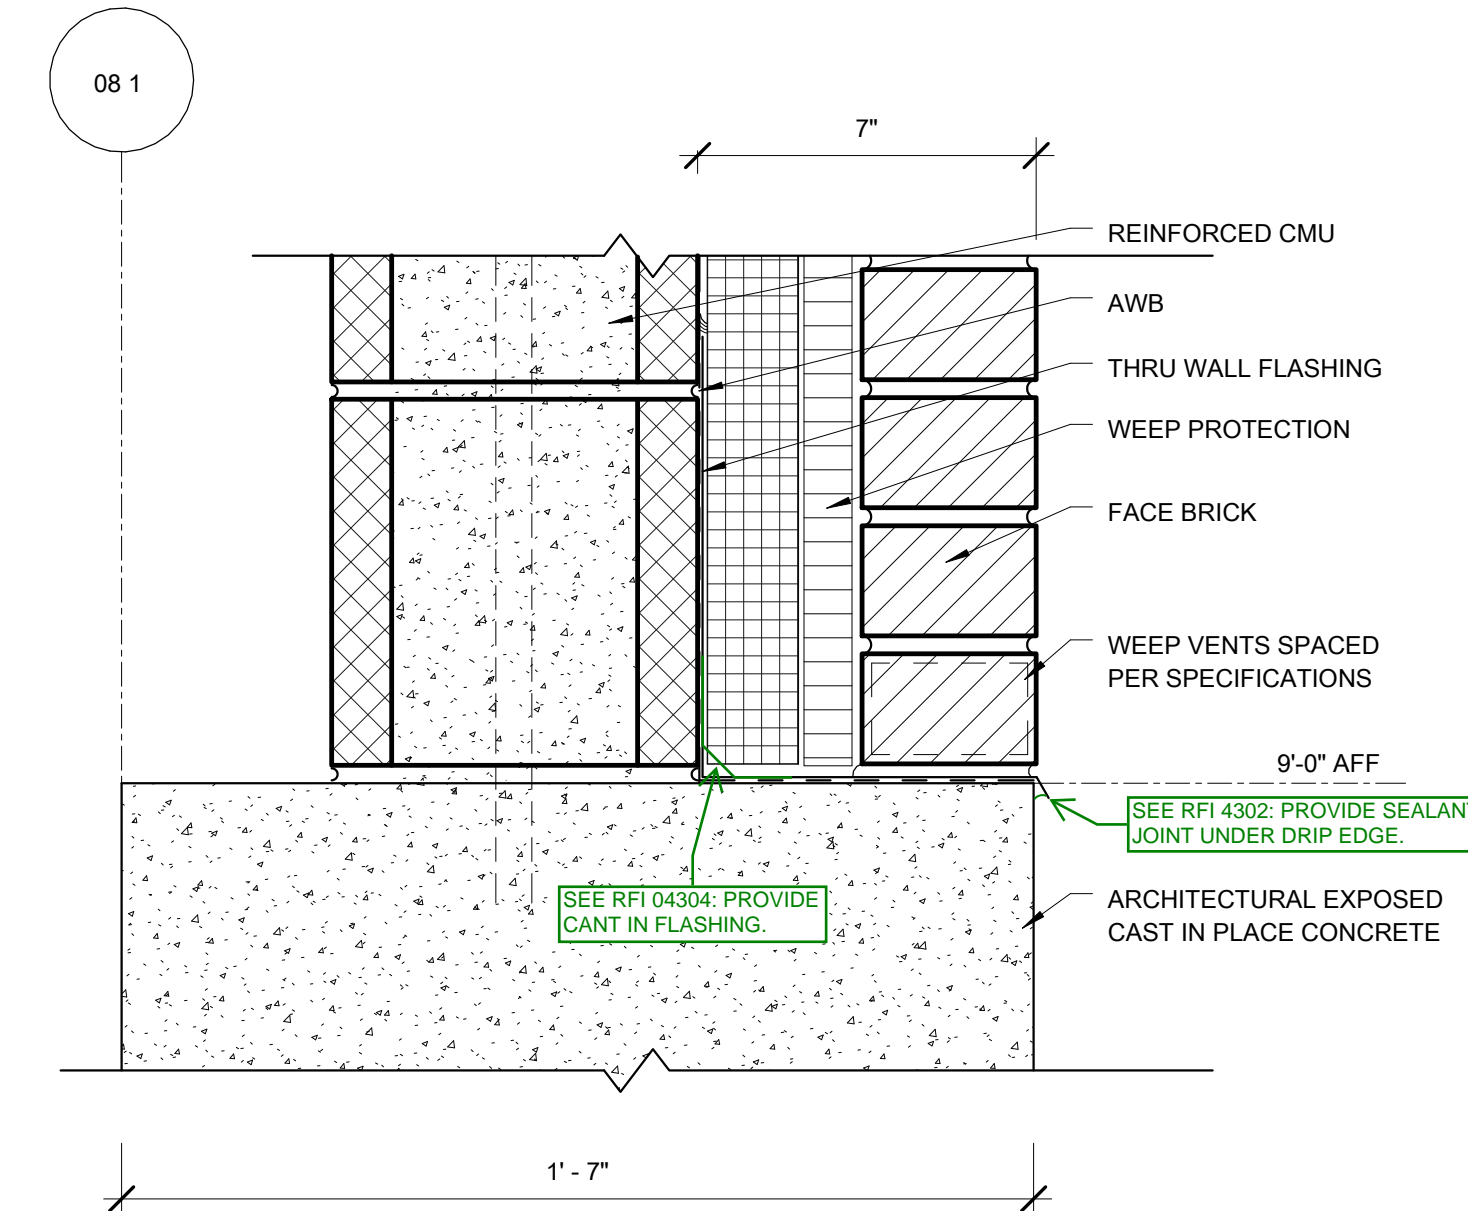 08 1
7"
REINFORCED CMU
AWB
THRU WALL FLASHING
WEEP PROTECTION
FACE BRICK
WEEP VENTS SPACED
PER SPECIFICATIONS
9'-0" AFF
SEE RFI 4302: PROVIDE SEALANT
JOINT UNDER DRIP EDGE.
SEE RFI 04304: PROVIDE
CANT IN FLASHING.
ARCHITECTURAL EXPOSED
CAST IN PLACE CONCRETE
1' - 7"